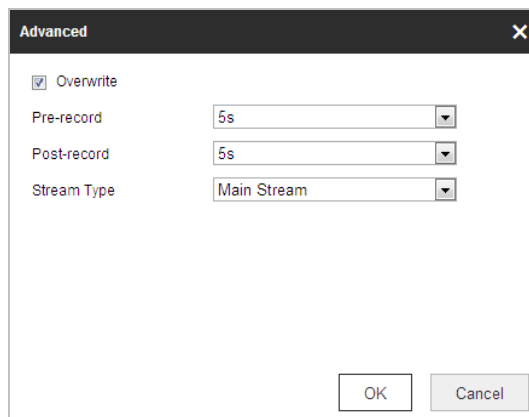 Advanced
Overwrite
Pre-record 5s
Post-record 5s
Stream Type Main Stream
OK Cancel